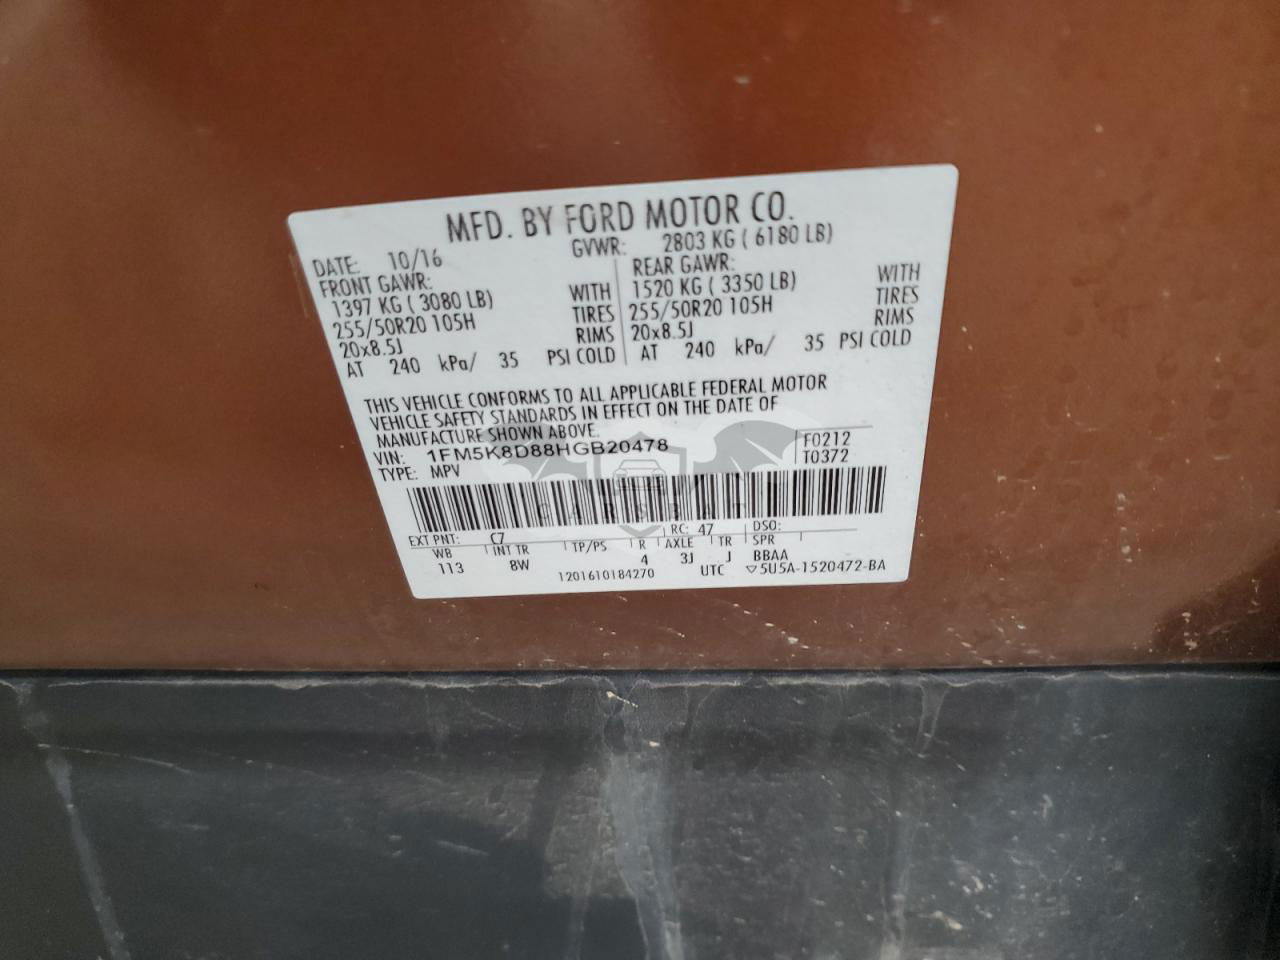 MFD. BY FORD MOTOR CO.
DATE: 10/16 GVWR: 2803 KG ( 6180 LB)
FRONT GAWR: REAR GAWR:
1397 KG ( 3080 LB) WITH 1520 KG ( 3350 LB) WITH
255/50R20 105H TIRES 255/50R20 105H TIRES
20x8.5J RIMS 20x8.5J RIMS
AT 240 kPa/ 35 PSI COLD AT 240 kPa/ 35 PSI COLD
THIS VEHICLE CONFORMS TO ALL APPLICABLE FEDERAL MOTOR
VEHICLE SAFETY STANDARDS IN EFFECT ON THE DATE OF
MANUFACTURE SHOWN ABOVE.
VIN: 1FM5K8D88HGB20478 F0212
TYPE: MPV T0372
CARSBAT
EXT PNT: C7 RC: 47 DSO:
WB INT TR TP/PS R AXLE TR SPR
113 8W 4 3J J BBAA
1201610184270 UTC ▽5U5A-1520472-BA